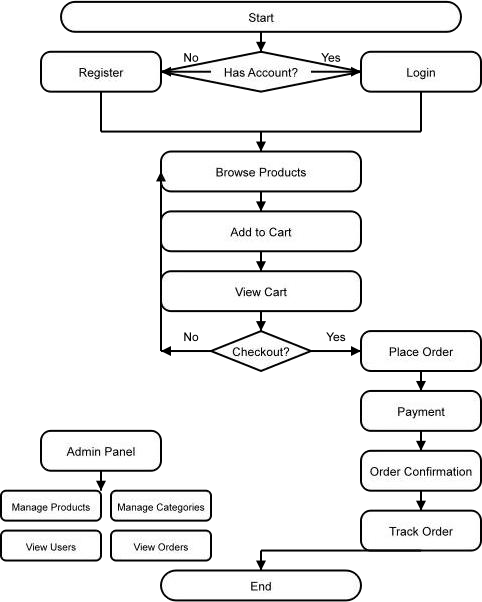 Start
No
Yes
Register
Has Account?
Login
Browse Products
Add to Cart
View Cart
No
Yes
Checkout?
Place Order
Payment
Admin Panel
Order Confirmation
Manage Products
Manage Categories
Track Order
View Users
View Orders
End